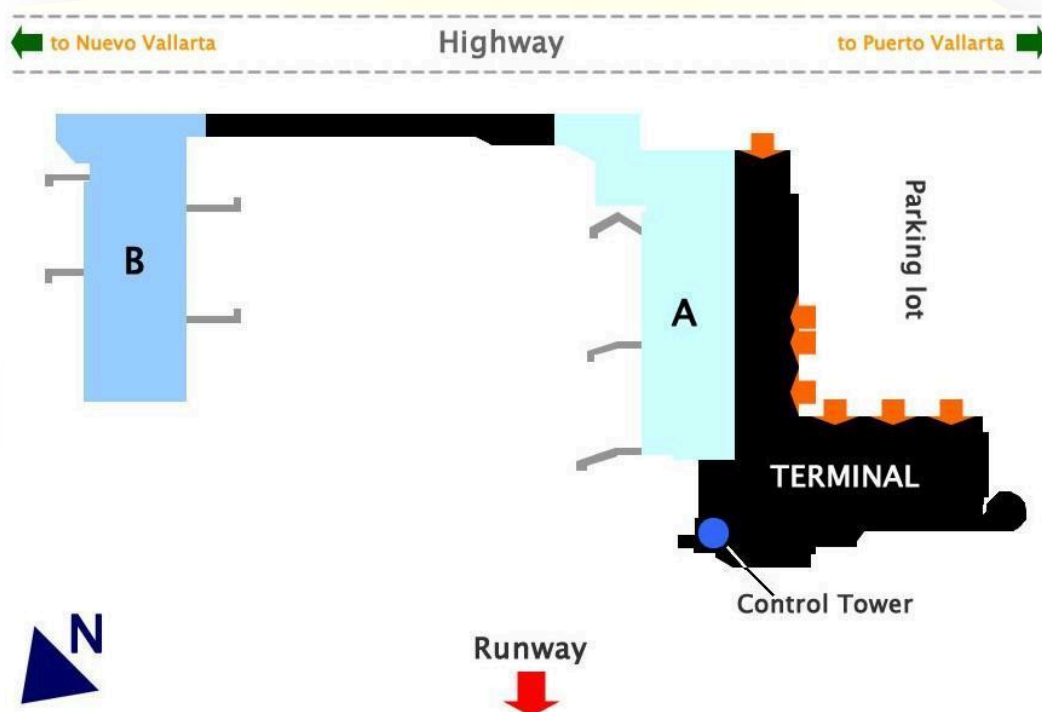 to Nuevo Vallarta
Highway
to Puerto Vallarta
Parking lot
B
A
TERMINAL
Control Tower
N
Runway